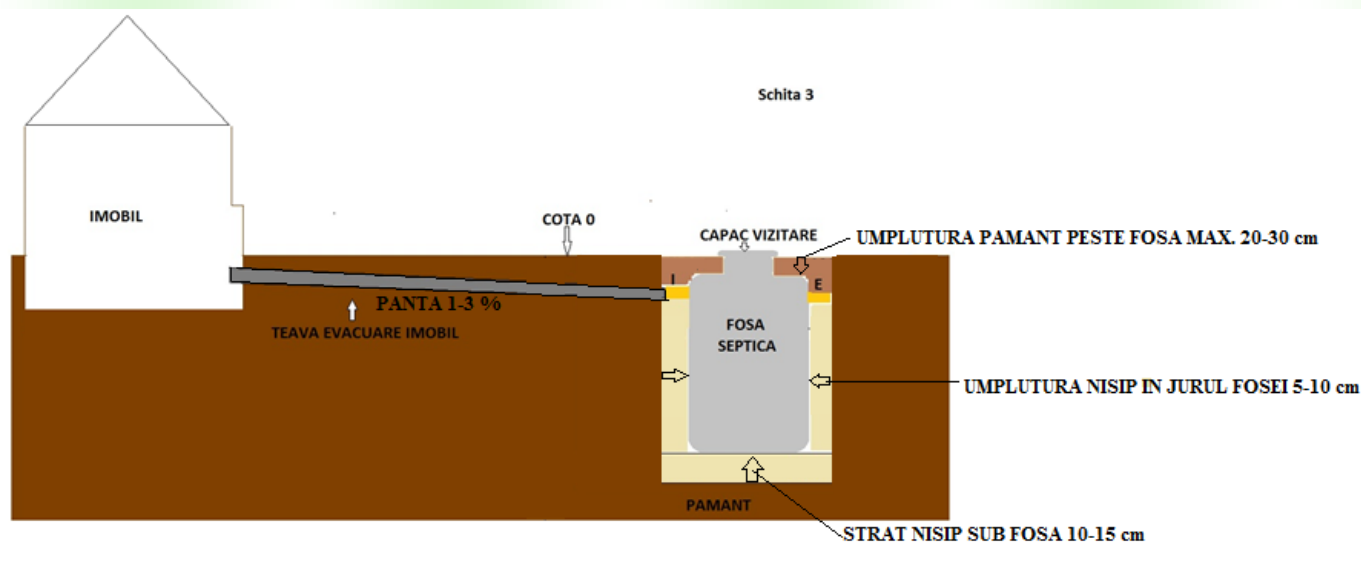 Schita 3
IMOBIL
COTA 0
CAPAC VIZITARE
UMPLUTURA PAMANT PESTE FOSA MAX. 20-30 cm
I
E
PANTA 1-3 %
TEAVA EVACUARE IMOBIL
FOSA
SEPTICA
UMPLUTURA NISIP IN JURUL FOSEI 5-10 cm
PAMANT
STRAT NISIP SUB FOSA 10-15 cm